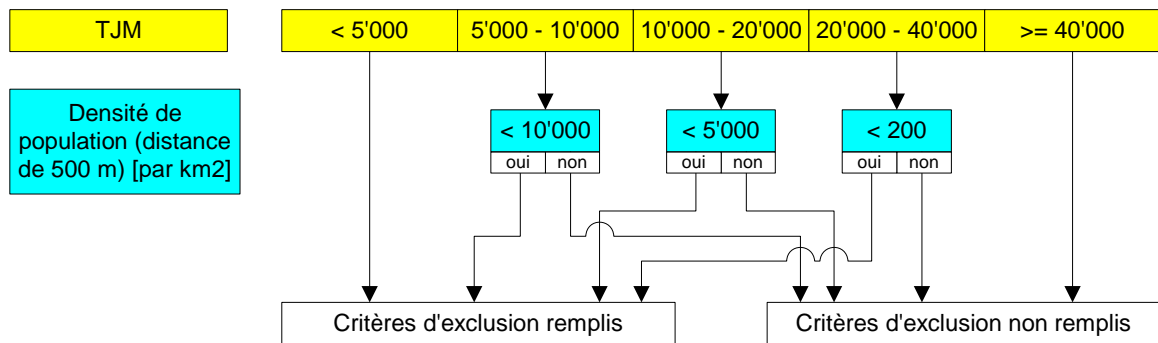 TJM
< 5'000
5'000 - 10'000
10'000 - 20'000
20'000 - 40'000
>= 40'000
Densité de
population (distance
de 500 m) [par km2]
< 10'000
< 5'000
< 200
oui
non
oui
non
oui
non
Critères d'exclusion remplis
Critères d'exclusion non remplis